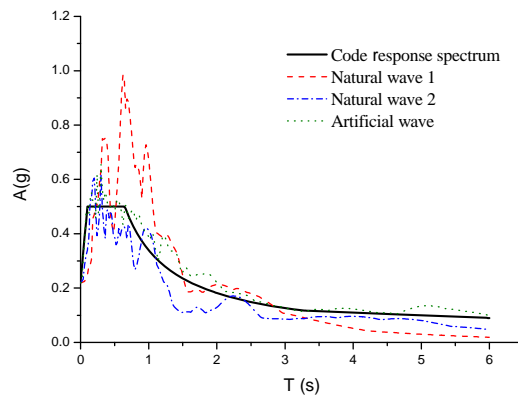 1.2
1.0
0.8
0.6
0.4
0.2
0.0
A(g)
Code response spectrum
Natural wave 1
Natural wave 2
Artificial wave
0 1 2 3 4 5 6
T (s)